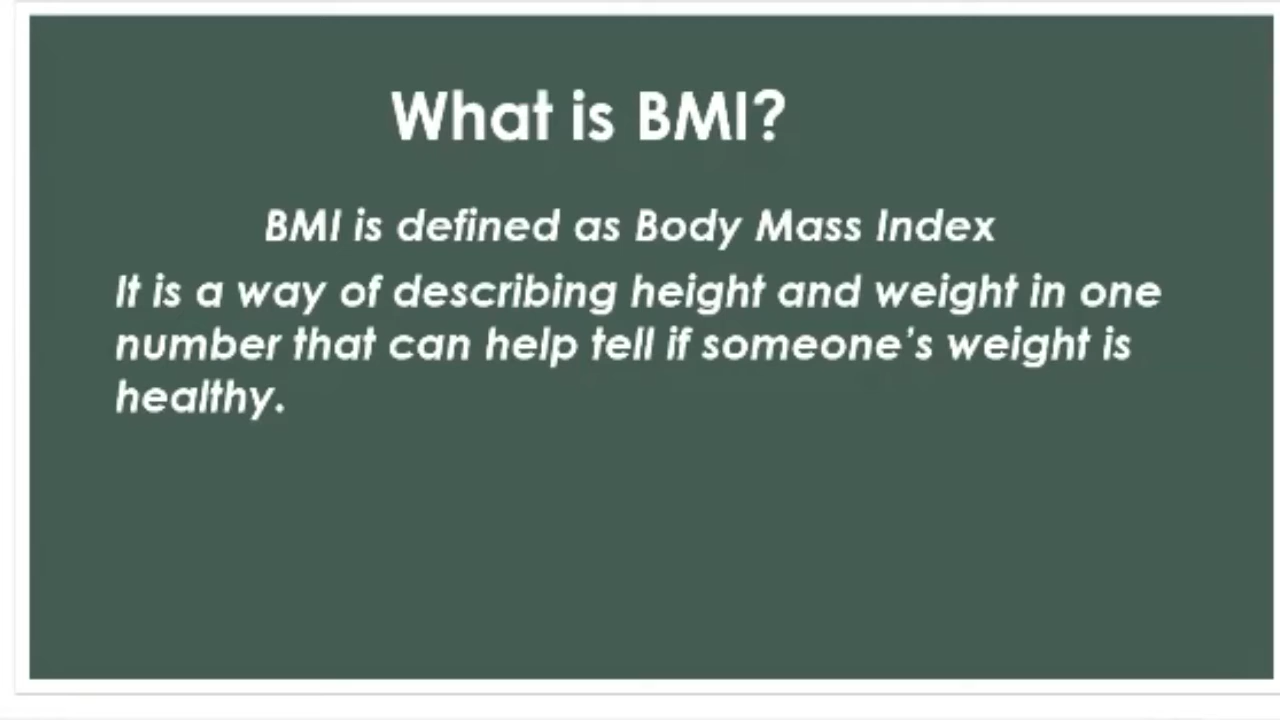 What is BMI?
BMI is defined as Body Mass Index
It is a way of describing height and weight in one
number that can help tell if someone’s weight is
healthy.